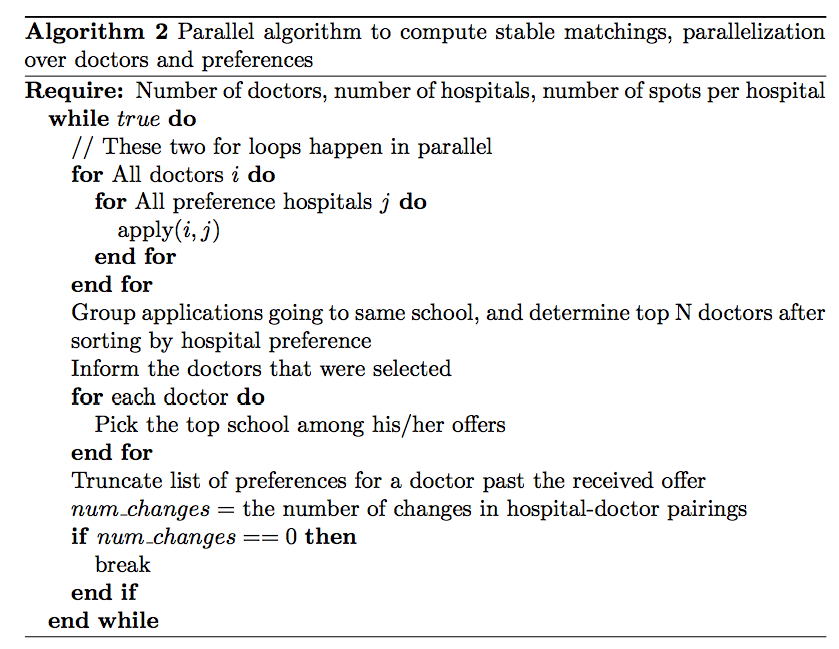 Algorithm 2 Parallel algorithm to compute stable matchings, parallelization
over doctors and preferences
Require: Number of doctors, number of hospitals, number of spots per hospital
while true do
// These two for loops happen in parallel
for All doctors i do
for All preference hospitals j do
apply(i, j)
end for
end for
Group applications going to same school, and determine top N doctors after
sorting by hospital preference
Inform the doctors that were selected
for each doctor do
Pick the top school among his/her offers
end for
Truncate list of preferences for a doctor past the received offer
num_changes = the number of changes in hospital-doctor pairings
if num_changes == 0 then
break
end if
end while